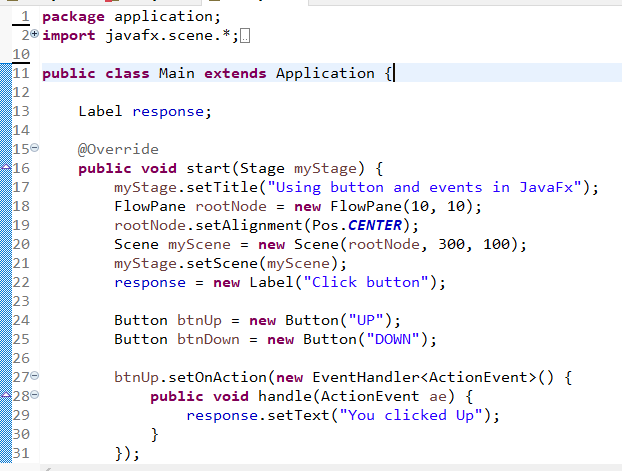 1 package application;
2 import javafx.scene.*;
10
11 public class Main extends Application {
12
13     Label response;
14
15     @Override
16     public void start(Stage myStage) {
17         myStage.setTitle("Using button and events in JavaFx");
18         FlowPane rootNode = new FlowPane(10, 10);
19         rootNode.setAlignment(Pos.CENTER);
20         Scene myScene = new Scene(rootNode, 300, 100);
21         myStage.setScene(myScene);
22         response = new Label("Click button");
23
24         Button btnUp = new Button("UP");
25         Button btnDown = new Button("DOWN");
26
27         btnUp.setOnAction(new EventHandler<ActionEvent>() {
28             public void handle(ActionEvent ae) {
29                 response.setText("You clicked Up");
30             }
31         });